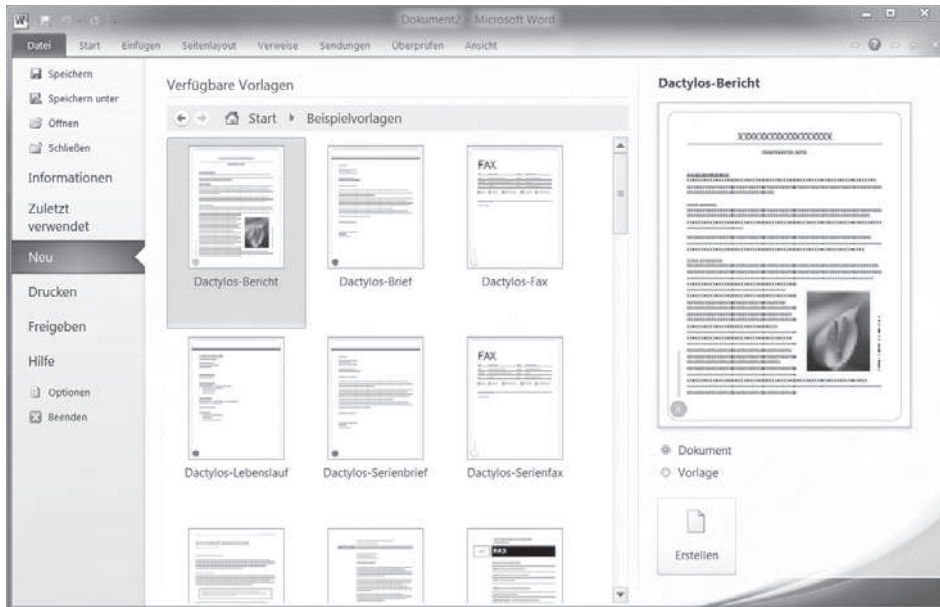 Dokument2 - Microsoft Word
Datei Start Einfügen Seitenlayout Verweise Sendungen Überprüfen Ansicht
Speichern
Speichern unter
Öffnen
Schließen
Informationen
Zuletzt
verwendet
Neu
Drucken
Freigeben
Hilfe
Optionen
Beenden
Verfügbare Vorlagen
Start Beispielvorlagen
FAX
Dactylos-Bericht Dactylos-Brief Dactylos-Fax
FAX
Dactylos-Lebenslauf Dactylos-Serienbrief Dactylos-Serienfax
FAX
Dactylos-Bericht
Dokument
Vorlage
Erstellen